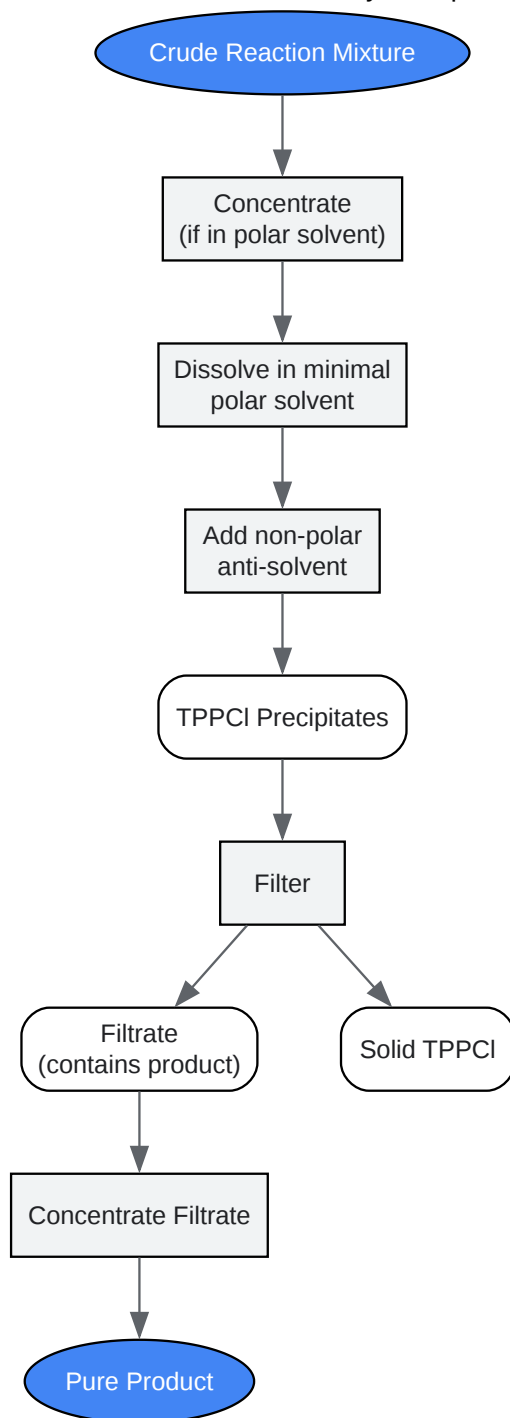 Crude Reaction Mixture
Concentrate
(if in polar solvent)
Dissolve in minimal
polar solvent
Add non-polar
anti-solvent
TPPCl Precipitates
Filter
Filtrate
(contains product)
Solid TPPCl
Concentrate Filtrate
Pure Product